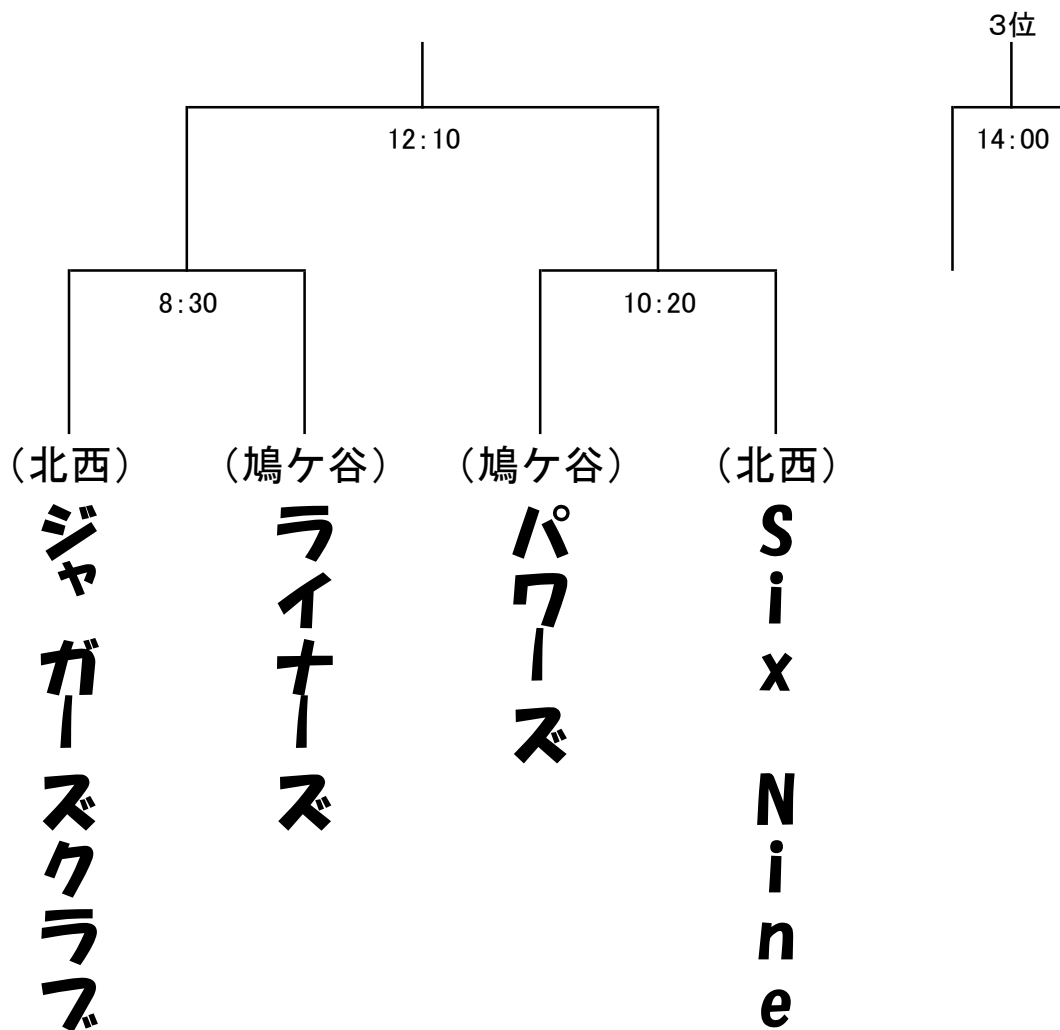 3位
12:10
14:00
8:30
10:20
（北西）
（鳩ケ谷）
（鳩ケ谷）
（北西）
ジャガーズクラブ
ライナーズ
パワーズ
Six Nine